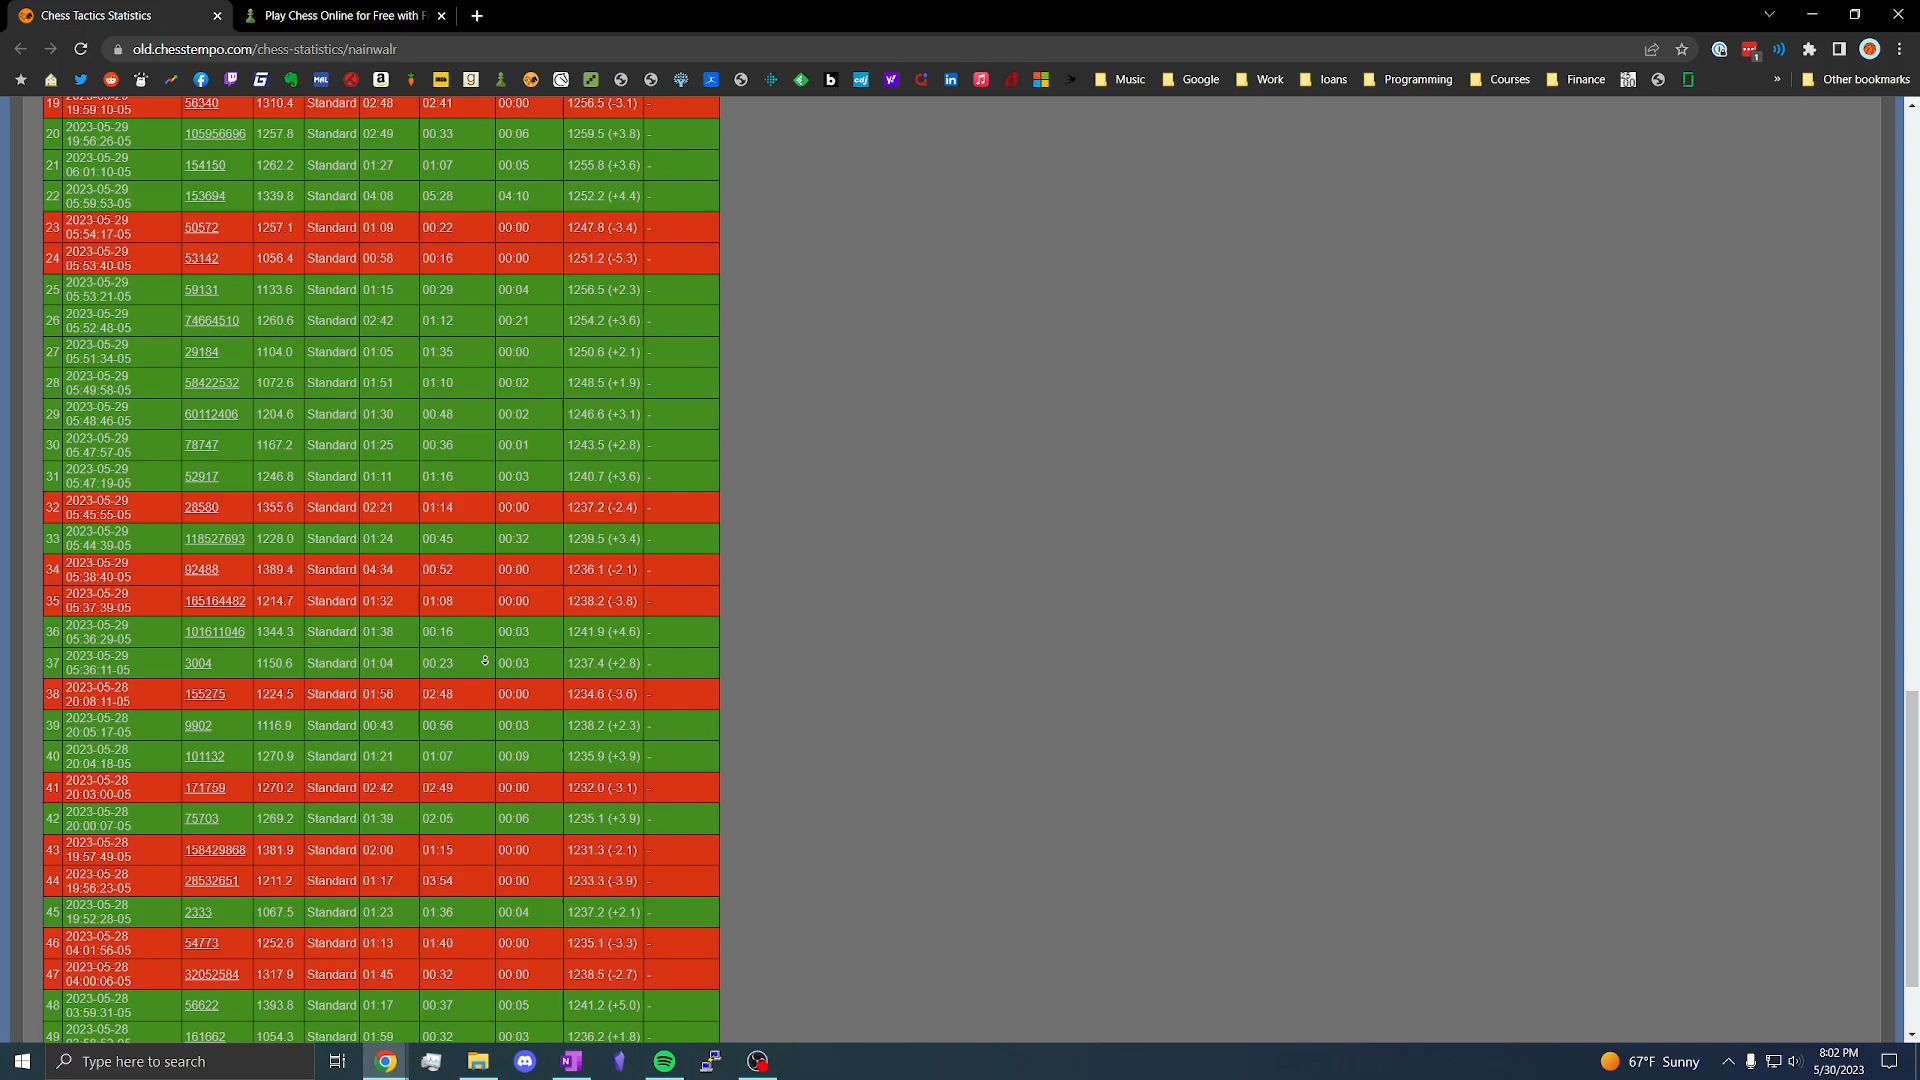 Chess Tactics Statistics
Play Chess Online for Free with F
old.chesstempo.com/chess-statistics/nainwalr
Music
Google
Work
loans
Programming
Courses
Finance
Other bookmarks
19 19:59:10-05 56340 1310.4 Standard 02:48 02:41 00:00 1256.5 (-3.1) -
20 2023-05-29 19:56:26-05 105956696 1257.8 Standard 02:49 00:33 00:06 1259.5 (+3.8) -
21 2023-05-29 06:01:10-05 154150 1262.2 Standard 01:27 01:07 00:05 1255.8 (+3.6) -
22 2023-05-29 05:59:53-05 153694 1339.8 Standard 04:08 05:28 04:10 1252.2 (+4.4) -
23 2023-05-29 05:54:17-05 50572 1257.1 Standard 01:09 00:22 00:00 1247.8 (-3.4) -
24 2023-05-29 05:53:40-05 53142 1056.4 Standard 00:58 00:16 00:00 1251.2 (-5.3) -
25 2023-05-29 05:53:21-05 59131 1133.6 Standard 01:15 00:29 00:04 1256.5 (+2.3) -
26 2023-05-29 05:52:48-05 74664510 1260.6 Standard 02:42 01:12 00:21 1254.2 (+3.6) -
27 2023-05-29 05:51:34-05 29184 1104.0 Standard 01:05 01:35 00:00 1250.6 (+2.1) -
28 2023-05-29 05:49:58-05 58422532 1072.6 Standard 01:51 01:10 00:02 1248.5 (+1.9) -
29 2023-05-29 05:48:46-05 60112406 1204.6 Standard 01:30 00:48 00:02 1246.6 (+3.1) -
30 2023-05-29 05:47:57-05 78747 1167.2 Standard 01:25 00:36 00:01 1243.5 (+2.8) -
31 2023-05-29 05:47:19-05 52917 1246.8 Standard 01:11 01:16 00:03 1240.7 (+3.6) -
32 2023-05-29 05:45:55-05 28580 1355.6 Standard 02:21 01:14 00:00 1237.2 (-2.4) -
33 2023-05-29 05:44:39-05 118527693 1228.0 Standard 01:24 00:45 00:32 1239.5 (+3.4) -
34 2023-05-29 05:38:40-05 92488 1389.4 Standard 04:34 00:52 00:00 1236.1 (-2.1) -
35 2023-05-29 05:37:39-05 165164482 1214.7 Standard 01:32 01:08 00:00 1238.2 (-3.8) -
36 2023-05-29 05:36:29-05 101611046 1344.3 Standard 01:38 00:16 00:03 1241.9 (+4.6) -
37 2023-05-29 05:36:11-05 3004 1150.6 Standard 01:04 00:23 00:03 1237.4 (+2.8) -
38 2023-05-28 20:08:11-05 155275 1224.5 Standard 01:56 02:48 00:00 1234.6 (-3.6) -
39 2023-05-28 20:05:17-05 9902 1116.9 Standard 00:43 00:56 00:03 1238.2 (+2.3) -
40 2023-05-28 20:04:18-05 101132 1270.9 Standard 01:21 01:07 00:09 1235.9 (+3.9) -
41 2023-05-28 20:03:00-05 171759 1270.2 Standard 02:42 02:49 00:00 1232.0 (-3.1) -
42 2023-05-28 20:00:07-05 75703 1269.2 Standard 01:39 02:05 00:06 1235.1 (+3.9) -
43 2023-05-28 19:57:49-05 158429868 1381.9 Standard 02:00 01:15 00:00 1231.3 (-2.1) -
44 2023-05-28 19:56:23-05 28532651 1211.2 Standard 01:17 03:54 00:00 1233.3 (-3.9) -
45 2023-05-28 19:52:28-05 2333 1067.5 Standard 01:23 01:36 00:04 1237.2 (+2.1) -
46 2023-05-28 04:01:56-05 54773 1252.6 Standard 01:13 01:40 00:00 1235.1 (-3.3) -
47 2023-05-28 04:00:06-05 32052584 1317.9 Standard 01:45 00:32 00:00 1238.5 (-2.7) -
48 2023-05-28 03:59:31-05 56622 1393.8 Standard 01:17 00:37 00:05 1241.2 (+5.0) -
49 2023-05-28 161662 1054.3 Standard 01:59 00:32 00:03 1236.2 (+1.8) -
Type here to search
67°F Sunny
8:02 PM
5/30/2023